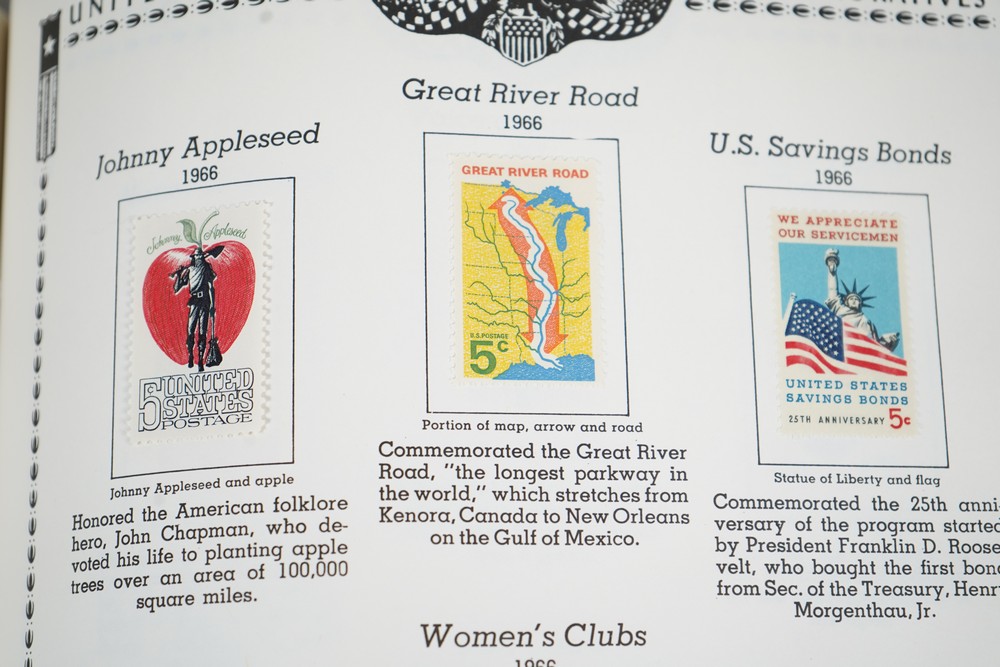 Great River Road
1966
GREAT RIVER ROAD
U.S. POSTAGE
5c
Portion of map, arrow and road
Commemorated the Great River
Road, "the longest parkway in
the world," which stretches from
Kenora, Canada to New Orleans
on the Gulf of Mexico.
Johnny Appleseed
1966
Johnny Appleseed
5 UNITED
STATES
POSTAGE
Johnny Appleseed and apple
Honored the American folklore
hero, John Chapman, who de-
voted his life to planting apple
trees over an area of 100,000
square miles.
U.S. Savings Bonds
1966
WE APPRECIATE
OUR SERVICEMEN
UNITED STATES
SAVINGS BONDS
25TH ANNIVERSARY 5c
Statue of Liberty and flag
Commemorated the 25th anni-
versary of the program started
by President Franklin D. Roose-
velt, who bought the first bond
from Sec. of the Treasury, Henry
Morgenthau, Jr.
Women's Clubs
1966